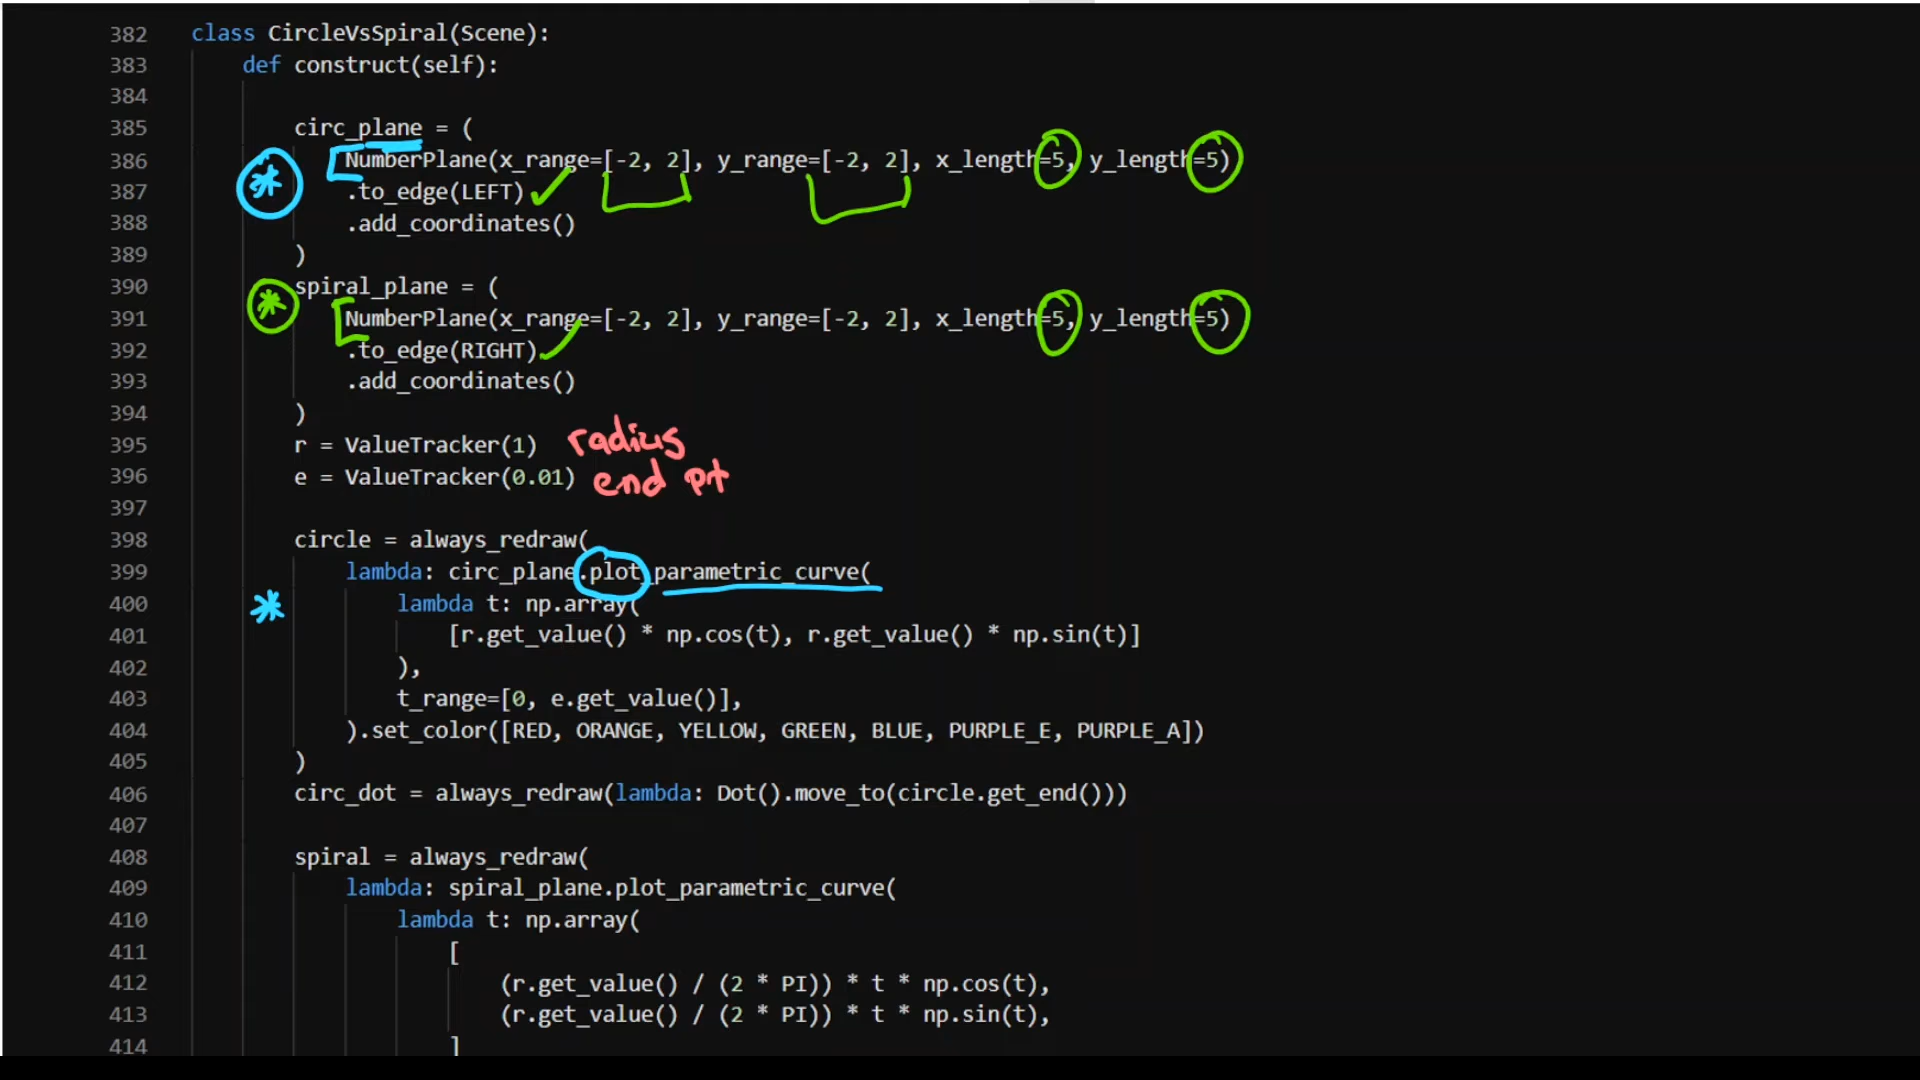 382 class CircleVsSpiral(Scene):
383     def construct(self):
384
385         circ_plane = (
386             NumberPlane(x_range=[-2, 2], y_range=[-2, 2], x_length=5, y_length=5)
387             .to_edge(LEFT)
388             .add_coordinates()
389         )
390         spiral_plane = (
391             NumberPlane(x_range=[-2, 2], y_range=[-2, 2], x_length=5, y_length=5)
392             .to_edge(RIGHT)
393             .add_coordinates()
394         )
395         r = ValueTracker(1) radius
396         e = ValueTracker(0.01) end pt
397
398         circle = always_redraw(
399             lambda: circ_plane.plot_parametric_curve(
400                 lambda t: np.array(
401                     [r.get_value() * np.cos(t), r.get_value() * np.sin(t)]
402                 ),
403                 t_range=[0, e.get_value()],
404             ).set_color([RED, ORANGE, YELLOW, GREEN, BLUE, PURPLE_E, PURPLE_A])
405         )
406         circ_dot = always_redraw(lambda: Dot().move_to(circle.get_end()))
407
408         spiral = always_redraw(
409             lambda: spiral_plane.plot_parametric_curve(
410                 lambda t: np.array(
411                     [
412                         (r.get_value() / (2 * PI)) * t * np.cos(t),
413                         (r.get_value() / (2 * PI)) * t * np.sin(t),
414                     ]